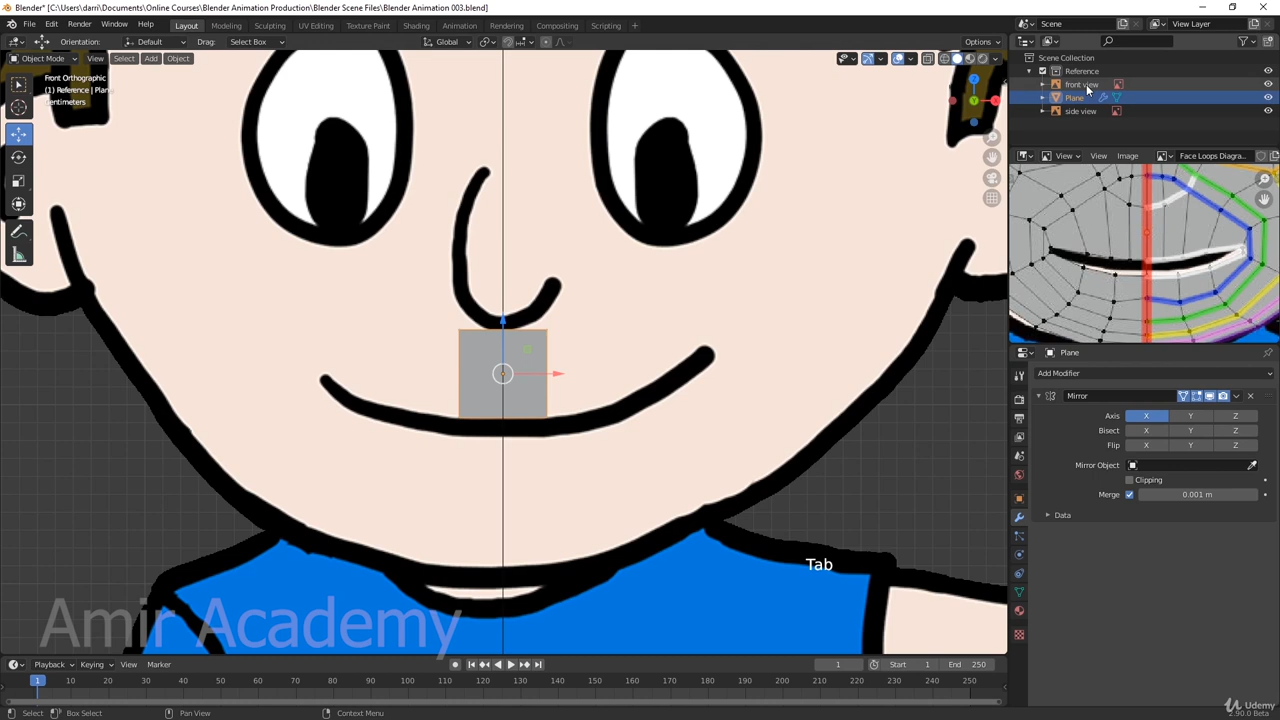 Blender* [C:\Users\darri\Documents\Online Courses\Blender Animation Production\Blender Scene Files\Blender Animation 003.blend]
File Edit Render Window Help Layout Modeling Sculpting UV Editing Texture Paint Shading Animation Rendering Compositing Scripting + Scene View Layer
Orientation: Default Drag: Select Box Global Options
Object Mode View Select Add Object
Front Orthographic
(1) Reference | Plane
Centimeters
Scene Collection
Reference
front view
Plane
side view
View View Image Face Loops Diagra...
Plane
Add Modifier
Mirror
Axis X Y Z
Bisect X Y Z
Flip X Y Z
Mirror Object
Clipping
Merge 0.001 m
Data
Tab
Amir Academy
Playback Keying View Marker 1 Start 1 End 250
1 10 20 30 40 50 60 70 80 90 100 110 120 130 140 150 160 170 180 190 200 210 220 230 240 250
Select Box Select Pan View Context Menu 2.90.0 Beta
Udemy